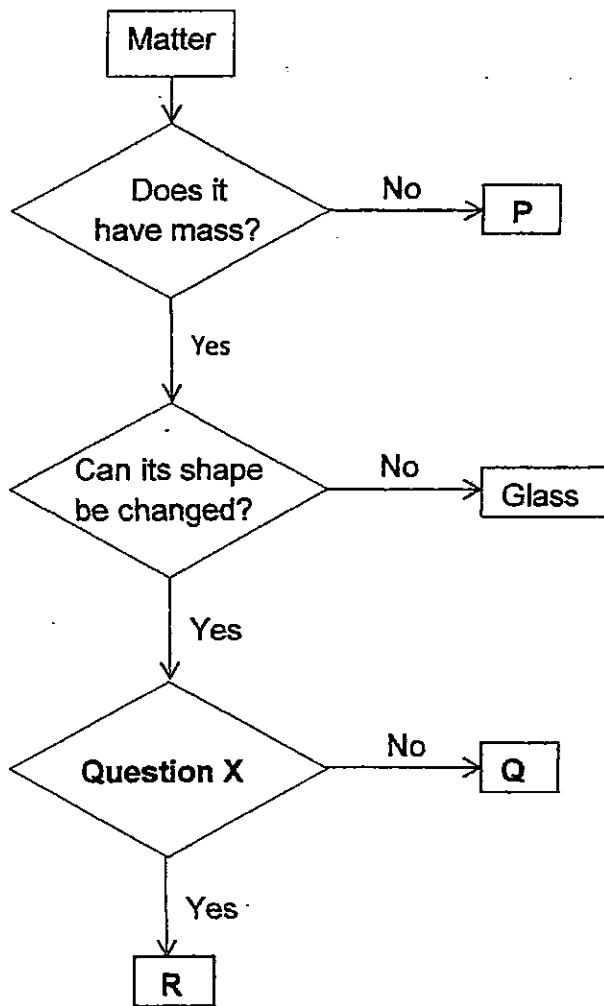 Matter
Does it
have mass?
No
P
Yes
Can its shape
be changed?
No
Glass
Yes
Question X
No
Q
Yes
R